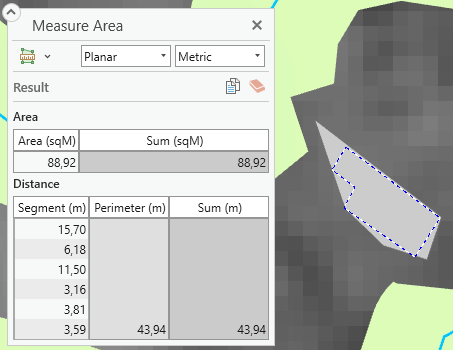 Measure Area
Planar Metric
Result
Area
Area (sqM) Sum (sqM)
88,92 88,92
Distance
Segment (m) Perimeter (m) Sum (m)
15,70
6,18
11,50
3,16
3,81
3,59 43,94 43,94